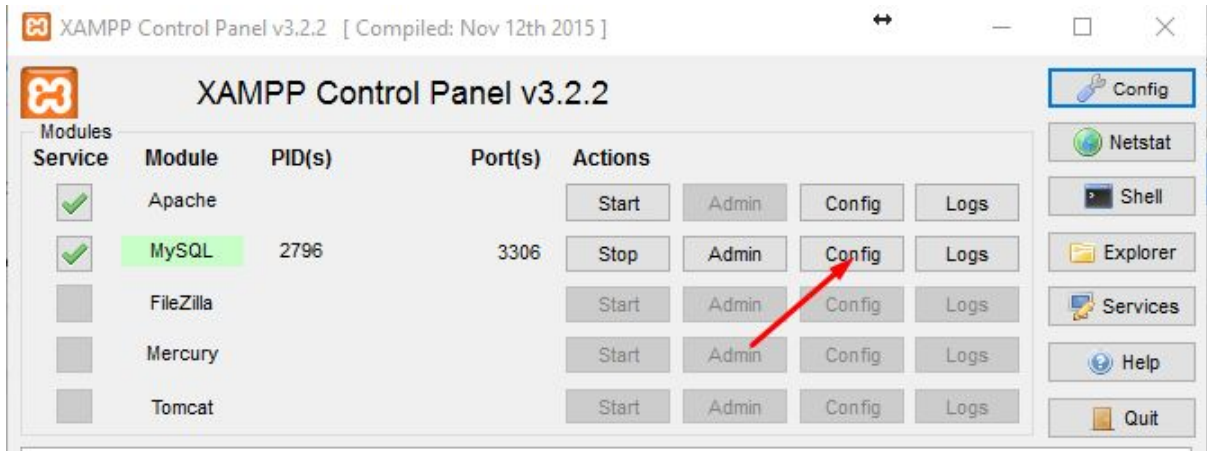 XAMPP Control Panel v3.2.2 [ Compiled: Nov 12th 2015 ]
XAMPP Control Panel v3.2.2
Config
Modules
Service Module PID(s) Port(s) Actions
Netstat
Apache Start Admin Config Logs
Shell
MySQL 2796 3306 Stop Admin Config Logs
Explorer
FileZilla Start Admin Config Logs
Services
Mercury Start Admin Config Logs
Help
Tomcat Start Admin Config Logs
Quit